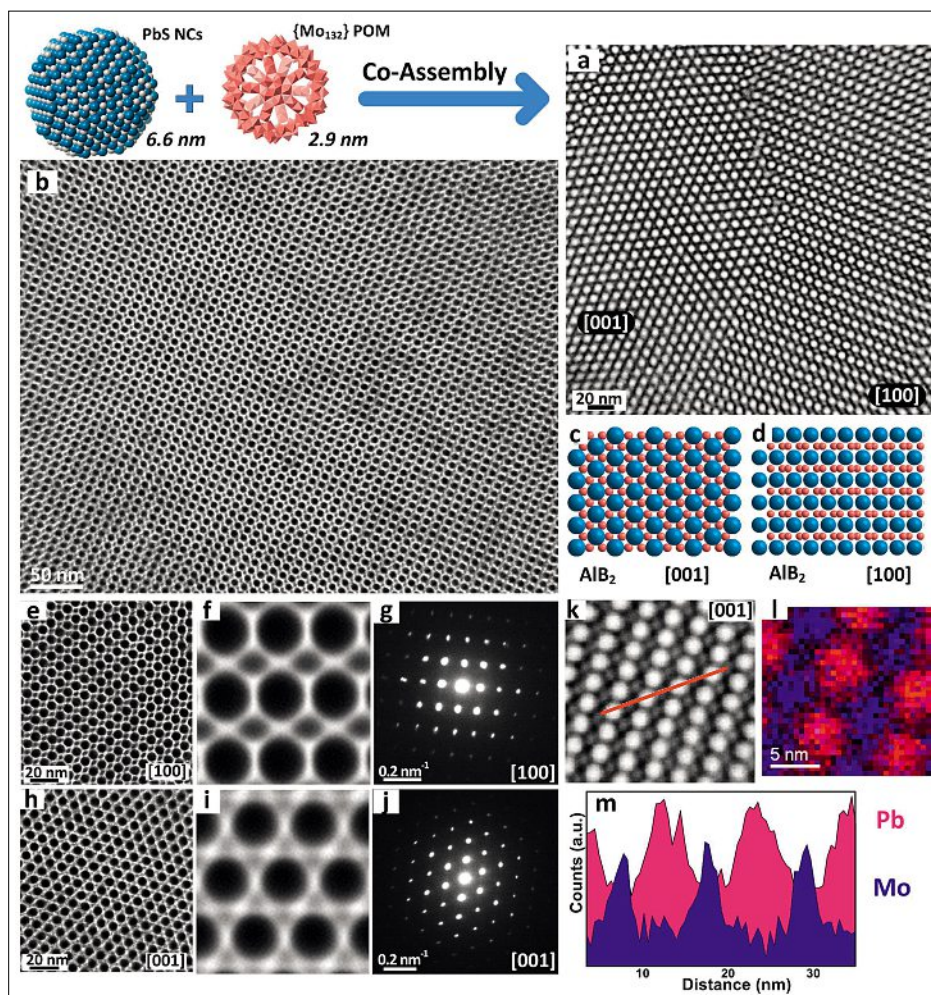 PbS NCs
{Mo₁₃₂} POM
Co-Assembly
6.6 nm
2.9 nm
a
[001]
20 nm
[100]
b
50 nm
c
d
AlB₂ [001]
AlB₂ [100]
e
20 nm
[100]
f
g
0.2 nm⁻¹
[100]
h
20 nm
[001]
i
j
0.2 nm⁻¹
[001]
k
[001]
l
5 nm
m
Pb
Mo
Counts (a.u.)
10 20 30
Distance (nm)